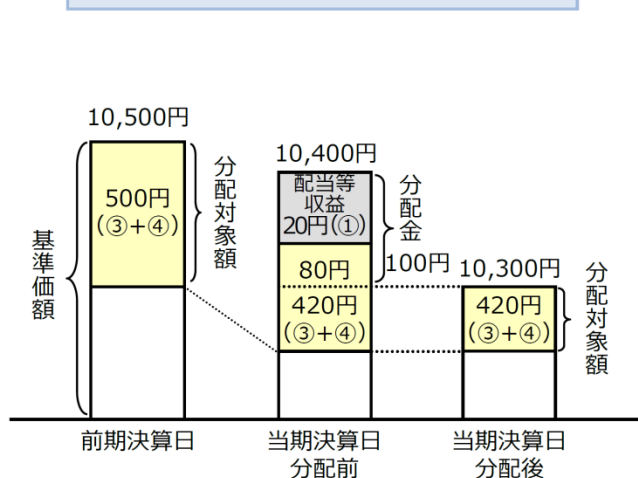 10,500円
10,400円
配当等
収益
20円(①)
分配金
分配対象額
500円
(③+④)
基準価額
80円
100円
10,300円
420円
(③+④)
420円
(③+④)
分配対象額
前期決算日
当期決算日
分配前
当期決算日
分配後